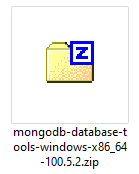 Z
mongodb-database-t
ools-windows-x86_64
-100.5.2.zip